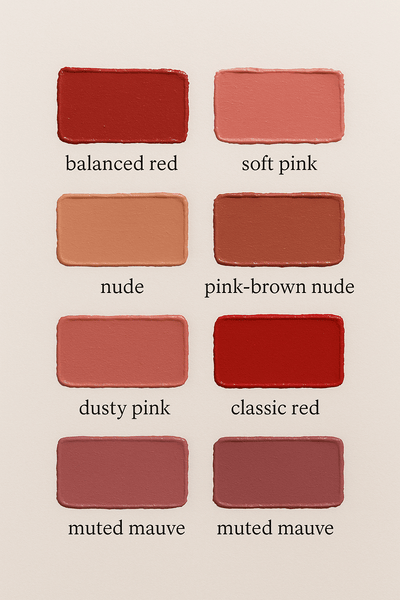 balanced red
soft pink
nude
pink-brown nude
dusty pink
classic red
muted mauve
muted mauve